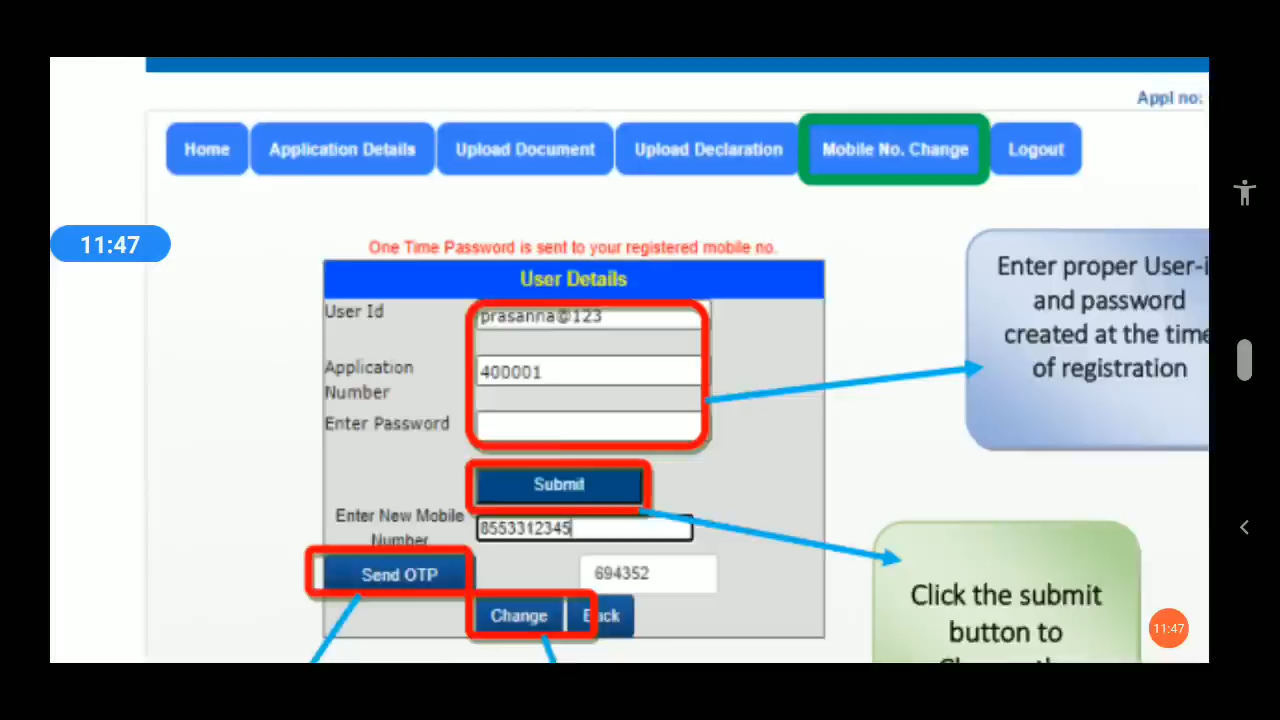 Appl no:
Home Application Details Upload Document Upload Declaration Mobile No. Change Logout
11:47
One Time Password is sent to your registered mobile no.
User Details
User Id prasanna@123
Application
Number
400001
Enter Password
Submit
Enter New Mobile
Number
8553312345
Send OTP
694352
Change
Back
Enter proper User-i
and password
created at the time
of registration
Click the submit
button to
11:47